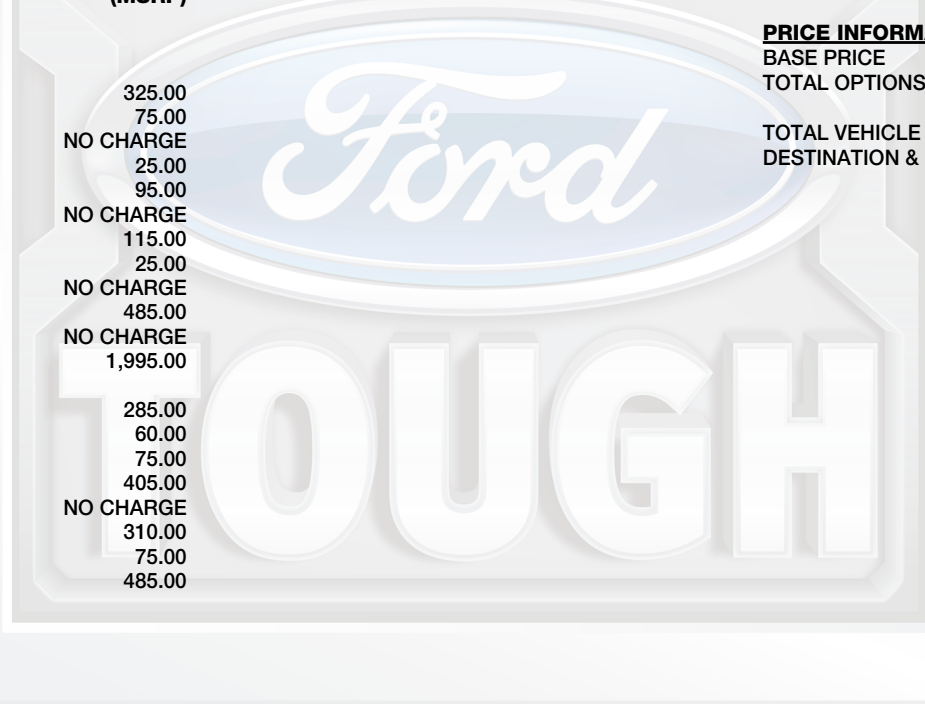 (MSRP)
325.00
75.00
NO CHARGE
25.00
95.00
NO CHARGE
115.00
25.00
NO CHARGE
485.00
NO CHARGE
1,995.00
285.00
60.00
75.00
405.00
NO CHARGE
310.00
75.00
485.00
PRICE INFORMA
BASE PRICE
TOTAL OPTIONS
TOTAL VEHICLE
DESTINATION &
Ford
TOUGH